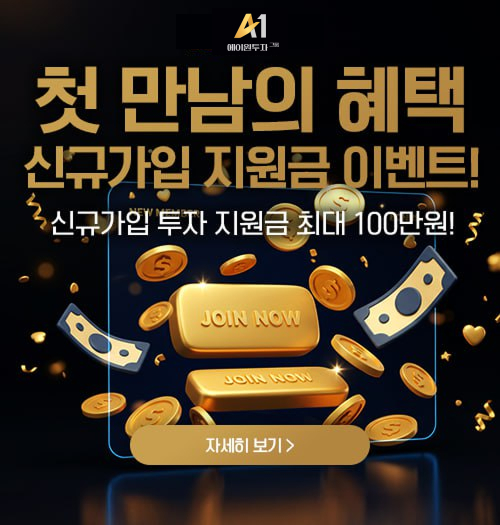 A1
에이원투자
첫 만남의 혜택
신규가입 지원금 이벤트!
NEW MEMBER
신규가입 투자 지원금 최대 100만원!
JOIN NOW
JOIN NOW
자세히 보기 >